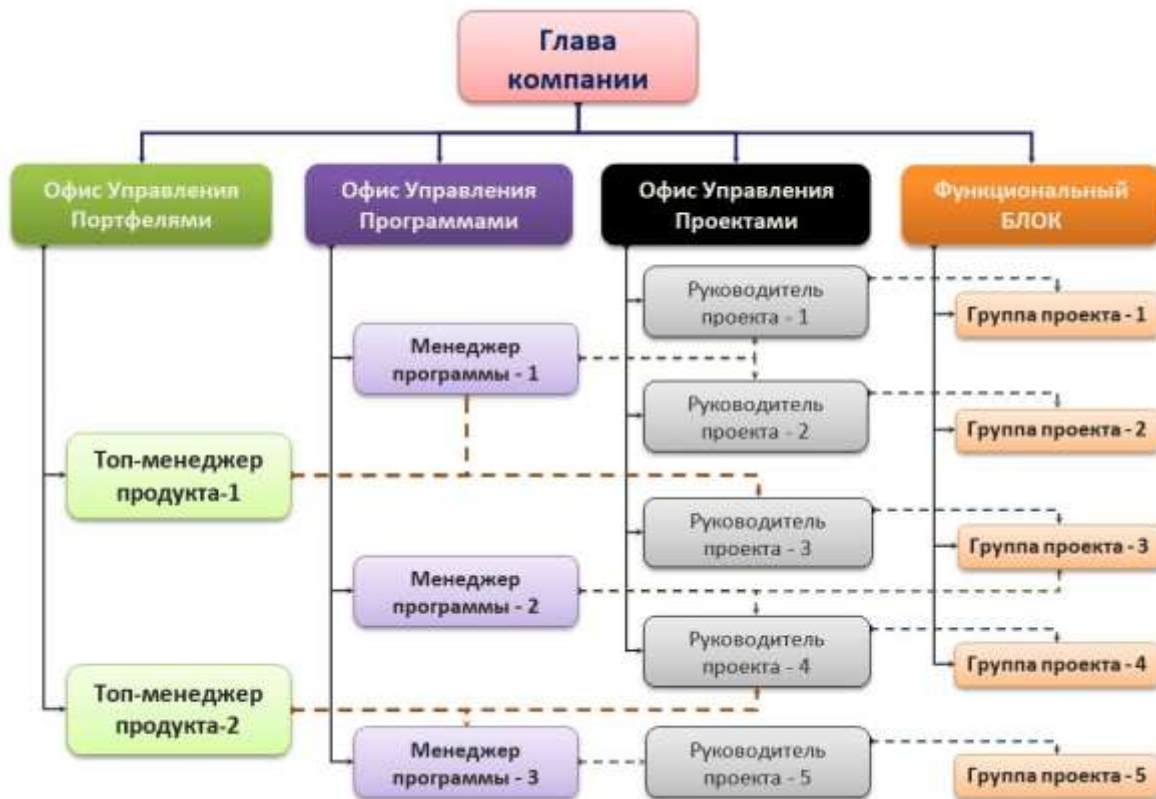 Глава
компании
Офис Управления
Портфелями
Офис Управления
Программами
Офис Управления
Проектами
Функциональный
БЛОК
Топ-менеджер
продукта-1
Топ-менеджер
продукта-2
Менеджер
программы - 1
Менеджер
программы - 2
Менеджер
программы - 3
Руководитель
проекта - 1
Руководитель
проекта - 2
Руководитель
проекта - 3
Руководитель
проекта - 4
Руководитель
проекта - 5
Группа проекта - 1
Группа проекта - 2
Группа проекта - 3
Группа проекта - 4
Группа проекта - 5